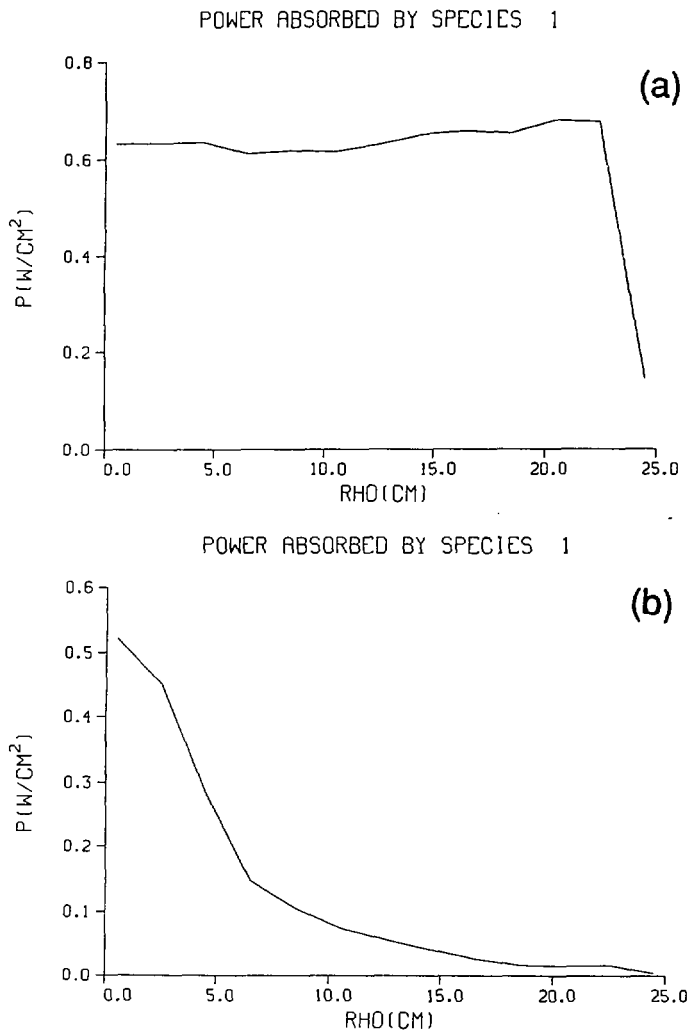 POWER ABSORBED BY SPECIES 1
(a)
0.8
0.6
0.4
0.2
0.0
P(W/CM²)
0.0 5.0 10.0 15.0 20.0 25.0
RHO(CM)
POWER ABSORBED BY SPECIES 1
(b)
0.6
0.5
0.4
0.3
0.2
0.1
0.0
P(W/CM²)
0.0 5.0 10.0 15.0 20.0 25.0
RHO(CM)